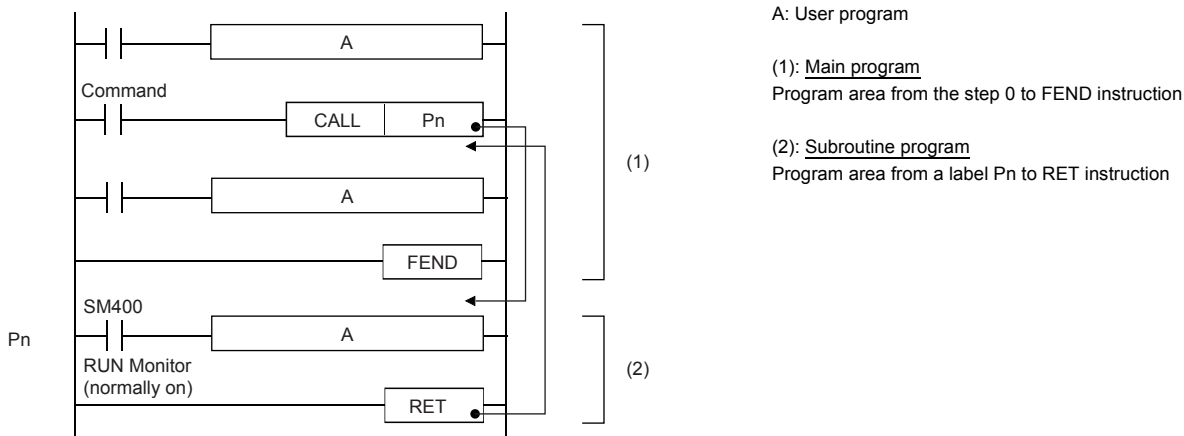 A
Command
CALL Pn
A
FEND
SM400
Pn
A
RUN Monitor
(normally on)
RET
(1)
(2)
A: User program
(1): Main program
Program area from the step 0 to FEND instruction
(2): Subroutine program
Program area from a label Pn to RET instruction